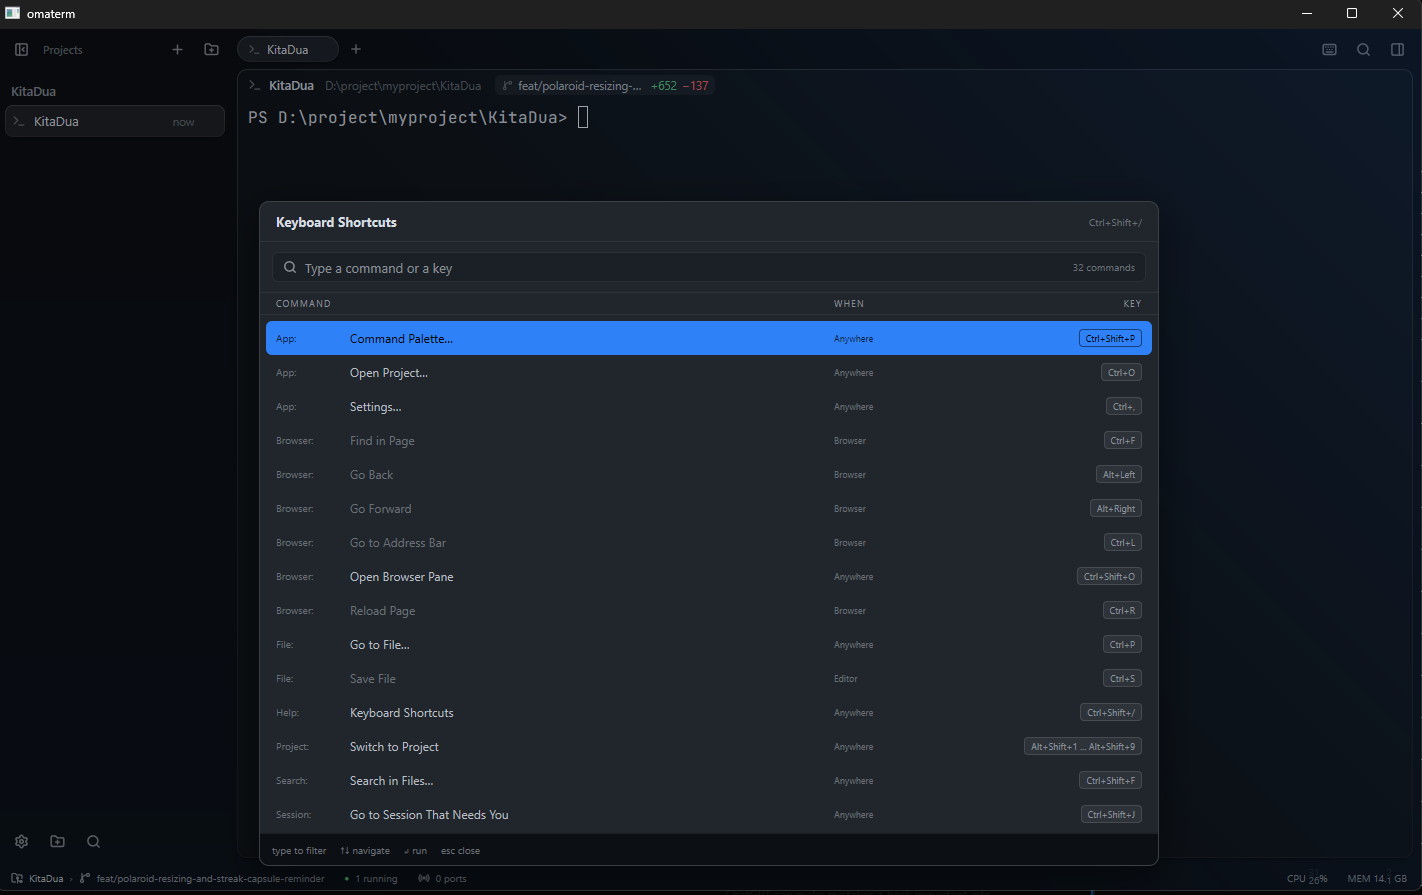 omaterm
Projects
KitaDua
KitaDua
KitaDua now
KitaDua D:\project\myproject\KitaDua feat/polaroid-resizing-... +652 −137
PS D:\project\myproject\KitaDua>
Keyboard Shortcuts Ctrl+Shift+/
Type a command or a key 32 commands
COMMAND WHEN KEY
App: Command Palette... Anywhere Ctrl+Shift+P
App: Open Project... Anywhere Ctrl+O
App: Settings... Anywhere Ctrl+,
Browser: Find in Page Browser Ctrl+F
Browser: Go Back Browser Alt+Left
Browser: Go Forward Browser Alt+Right
Browser: Go to Address Bar Browser Ctrl+L
Browser: Open Browser Pane Anywhere Ctrl+Shift+O
Browser: Reload Page Browser Ctrl+R
File: Go to File... Anywhere Ctrl+P
File: Save File Editor Ctrl+S
Help: Keyboard Shortcuts Anywhere Ctrl+Shift+/
Project: Switch to Project Anywhere Alt+Shift+1 ... Alt+Shift+9
Search: Search in Files... Anywhere Ctrl+Shift+F
Session: Go to Session That Needs You Anywhere Ctrl+Shift+J
type to filter ↑↓ navigate ↵ run esc close
KitaDua › feat/polaroid-resizing-and-streak-capsule-reminder • 1 running 0 ports CPU 26% MEM GB